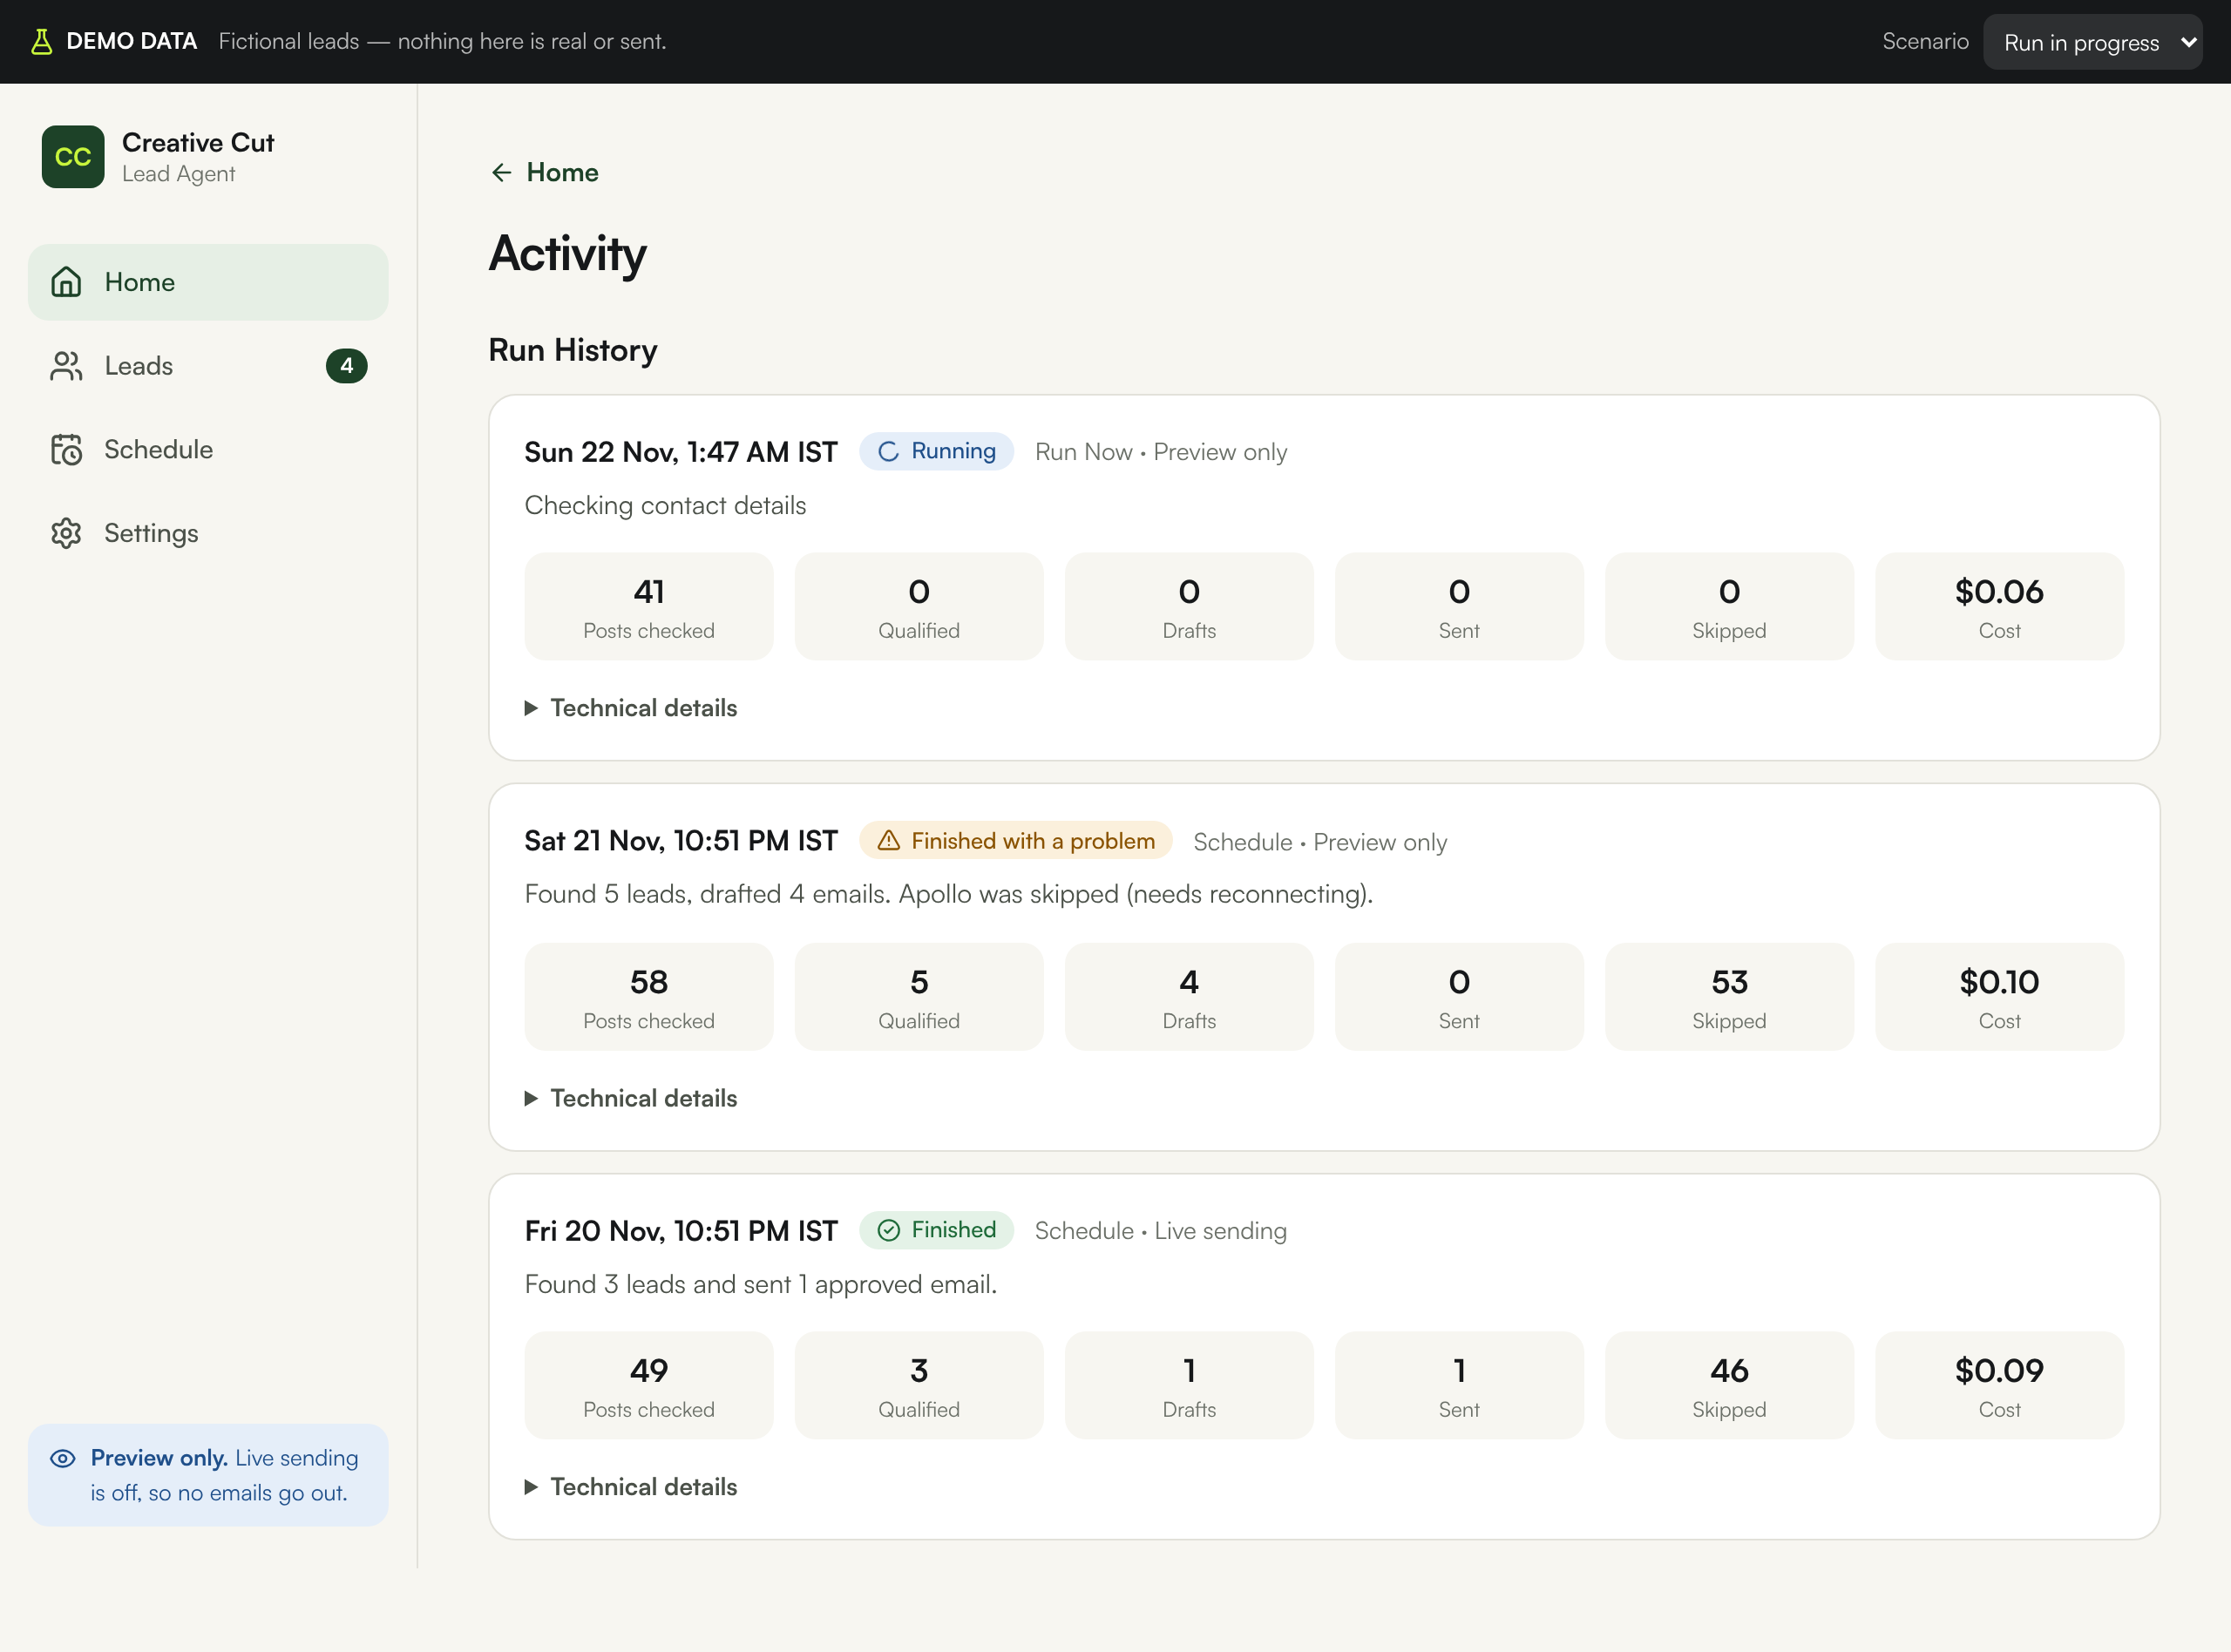 DEMO DATA Fictional leads — nothing here is real or sent. Scenario Run in progress
CC
Creative Cut
Lead Agent
Home
Leads 4
Schedule
Settings
Preview only. Live sending
is off, so no emails go out.
← Home
Activity
Run History
Sun 22 Nov, 1:47 AM IST Running Run Now • Preview only
Checking contact details
41 0 0 0 0 $0.06
Posts checked Qualified Drafts Sent Skipped Cost
Technical details
Sat 21 Nov, 10:51 PM IST Finished with a problem Schedule • Preview only
Found 5 leads, drafted 4 emails. Apollo was skipped (needs reconnecting).
58 5 4 0 53 $0.10
Posts checked Qualified Drafts Sent Skipped Cost
Technical details
Fri 20 Nov, 10:51 PM IST Finished Schedule • Live sending
Found 3 leads and sent 1 approved email.
49 3 1 1 46 $0.09
Posts checked Qualified Drafts Sent Skipped Cost
Technical details